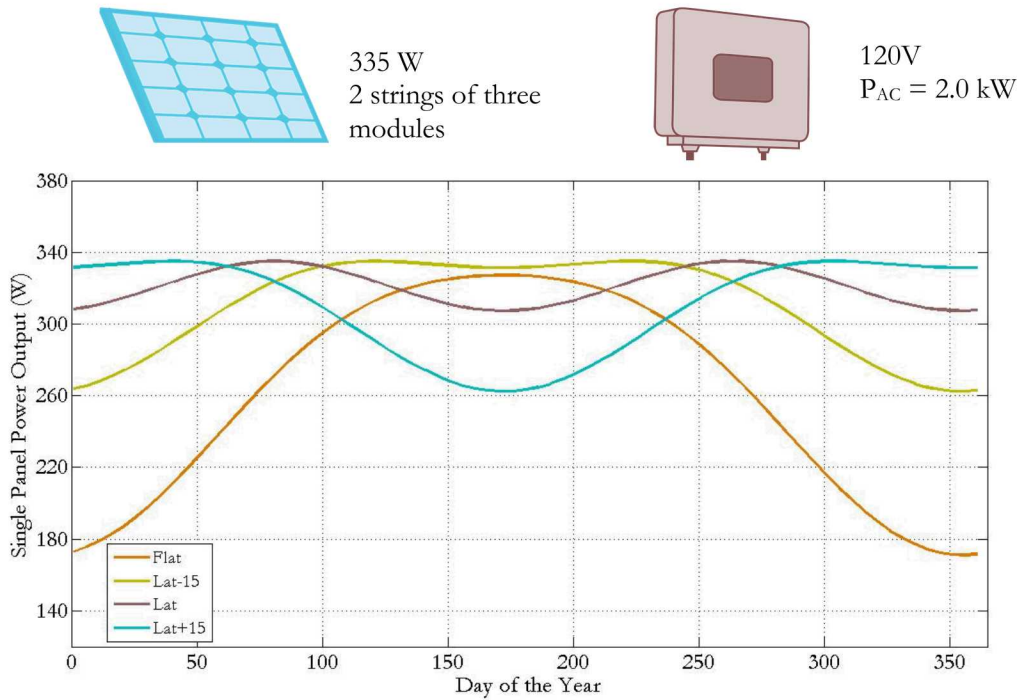 335 W
2 strings of three
modules
120V
P_AC = 2.0 kW
380
340
300
260
220
180
140
Single Panel Power Output (W)
Flat
Lat-15
Lat
Lat+15
0 50 100 150 200 250 300 350
Day of the Year